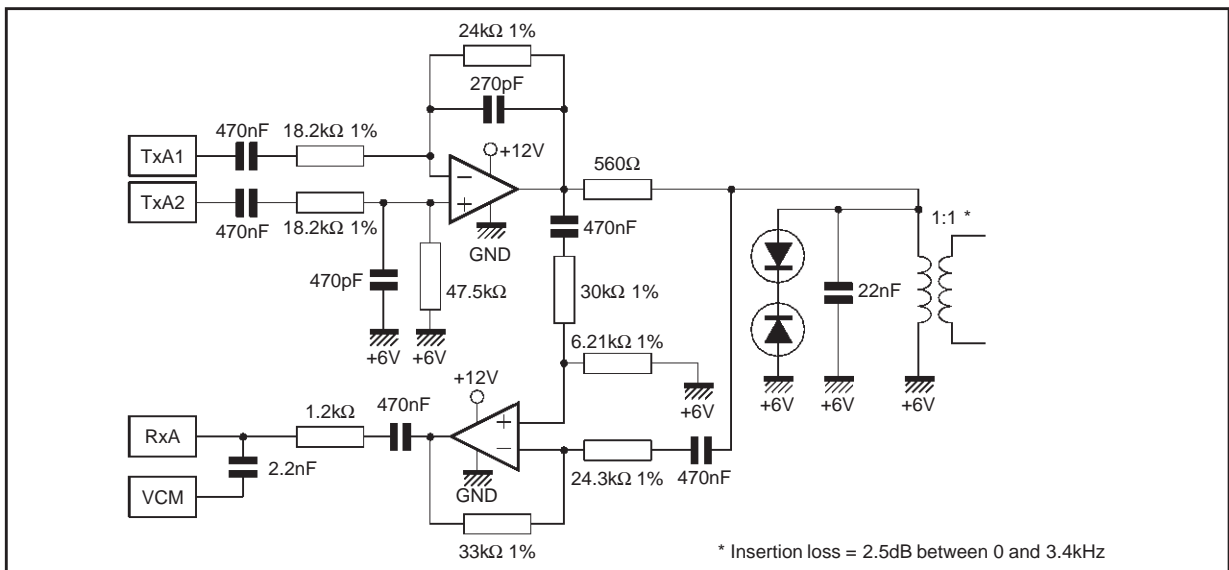 24kΩ 1%
270pF
470nF
18.2kΩ 1%
TxA1
+12V
−
560Ω
TxA2
+
470nF
18.2kΩ 1%
GND
470nF
1:1 *
470pF
47.5kΩ
30kΩ 1%
22nF
+6V
+6V
6.21kΩ 1%
+6V
+6V
+6V
+6V
+12V
470nF
1.2kΩ
RxA
+
−
2.2nF
24.3kΩ 1%
470nF
VCM
GND
33kΩ 1%
* Insertion loss = 2.5dB between 0 and 3.4kHz